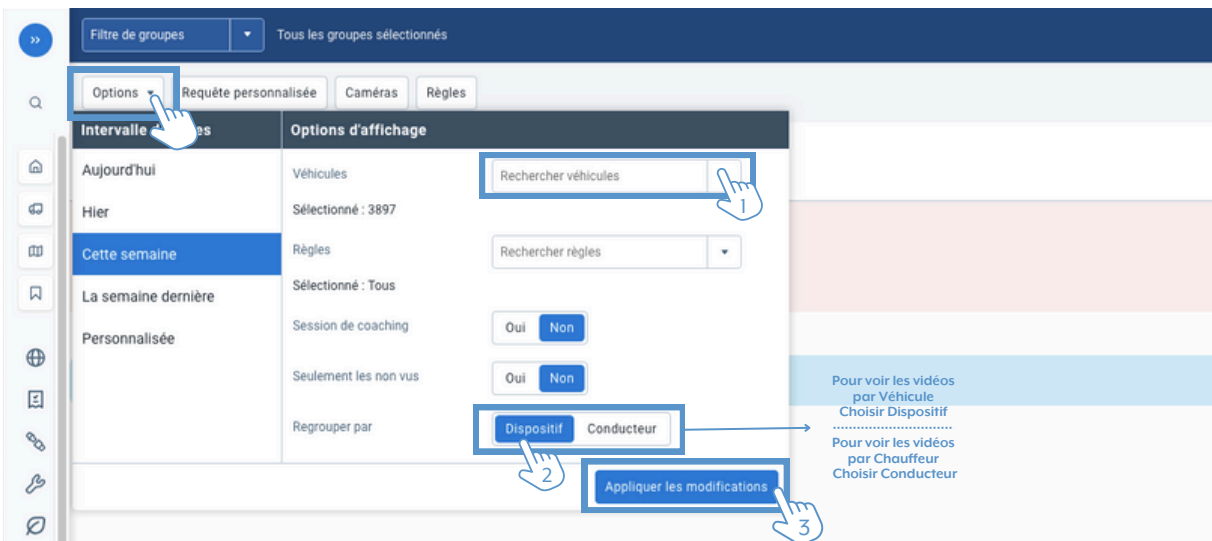 Filtre de groupes
Tous les groupes sélectionnés
Options
Requête personnalisée
Caméras
Règles
Intervalle
Options d'affichage
Aujourd'hui
Hier
Cette semaine
La semaine dernière
Personnalisée
Véhicules
Rechercher véhicules
1
Sélectionné : 3897
Règles
Rechercher règles
Sélectionné : Tous
Session de coaching
Oui
Non
Seulement les non vus
Oui
Non
Regrouper par
Dispositif
Conducteur
2
Appliquer les modifications
3
Pour voir les vidéos
par Véhicule
Choisir Dispositif
Pour voir les vidéos
par Chauffeur
Choisir Conducteur